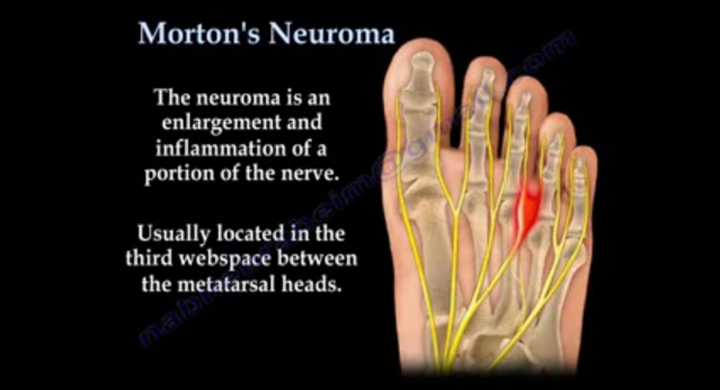 Morton's Neuroma
The neuroma is an
enlargement and
inflammation of a
portion of the nerve.
Usually located in the
third webspace between
the metatarsal heads.